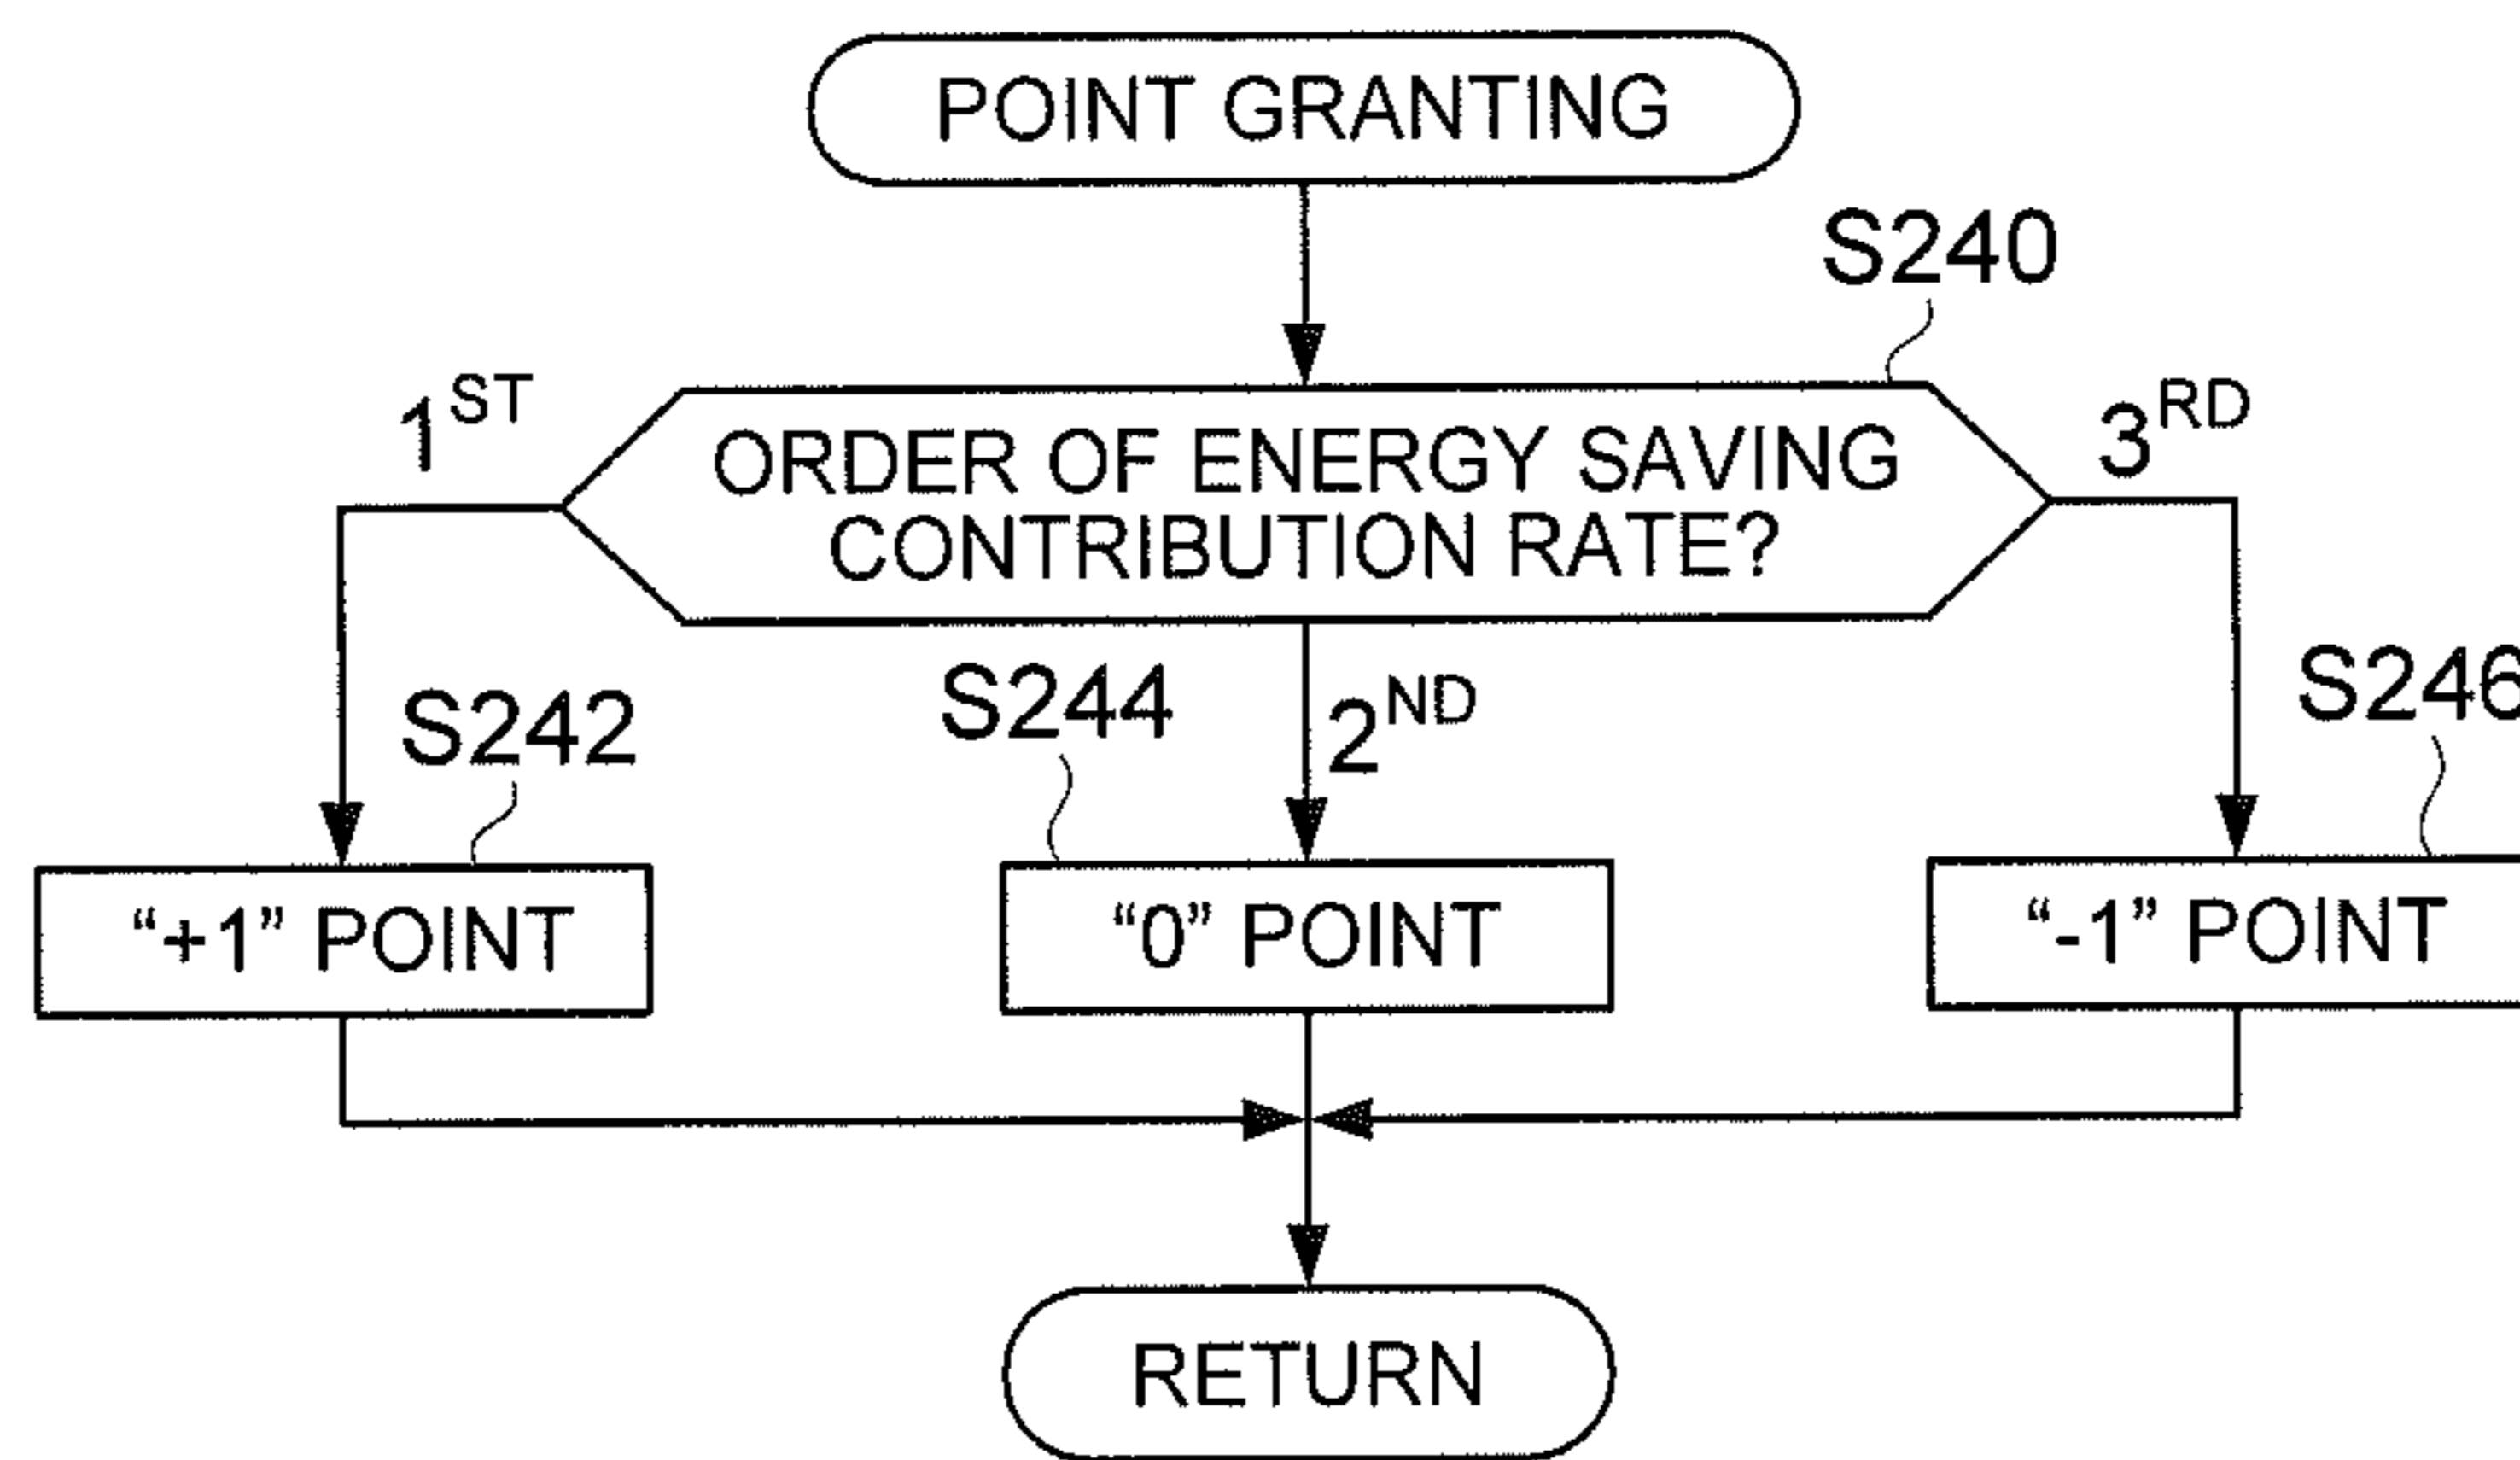 POINT GRANTING
S240
1ST
3RD
ORDER OF ENERGY SAVING
CONTRIBUTION RATE?
S242
S244
2ND
S246
“+1” POINT
“0” POINT
“-1” POINT
RETURN